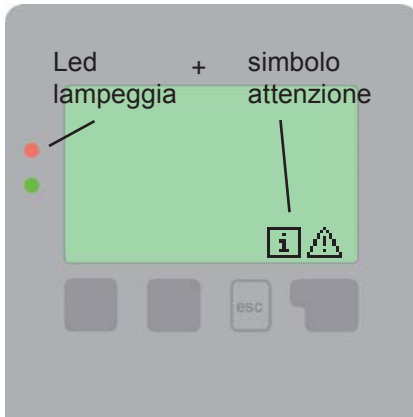 Led + simbolo
lampeggia attenzione
i
esc